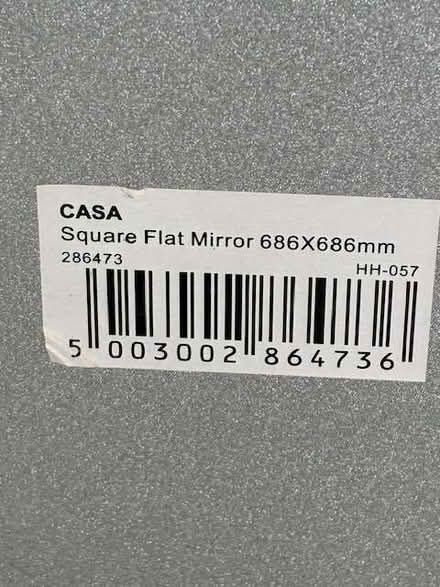 CASA
Square Flat Mirror 686X686mm
286473 HH-057
5 003002 864736